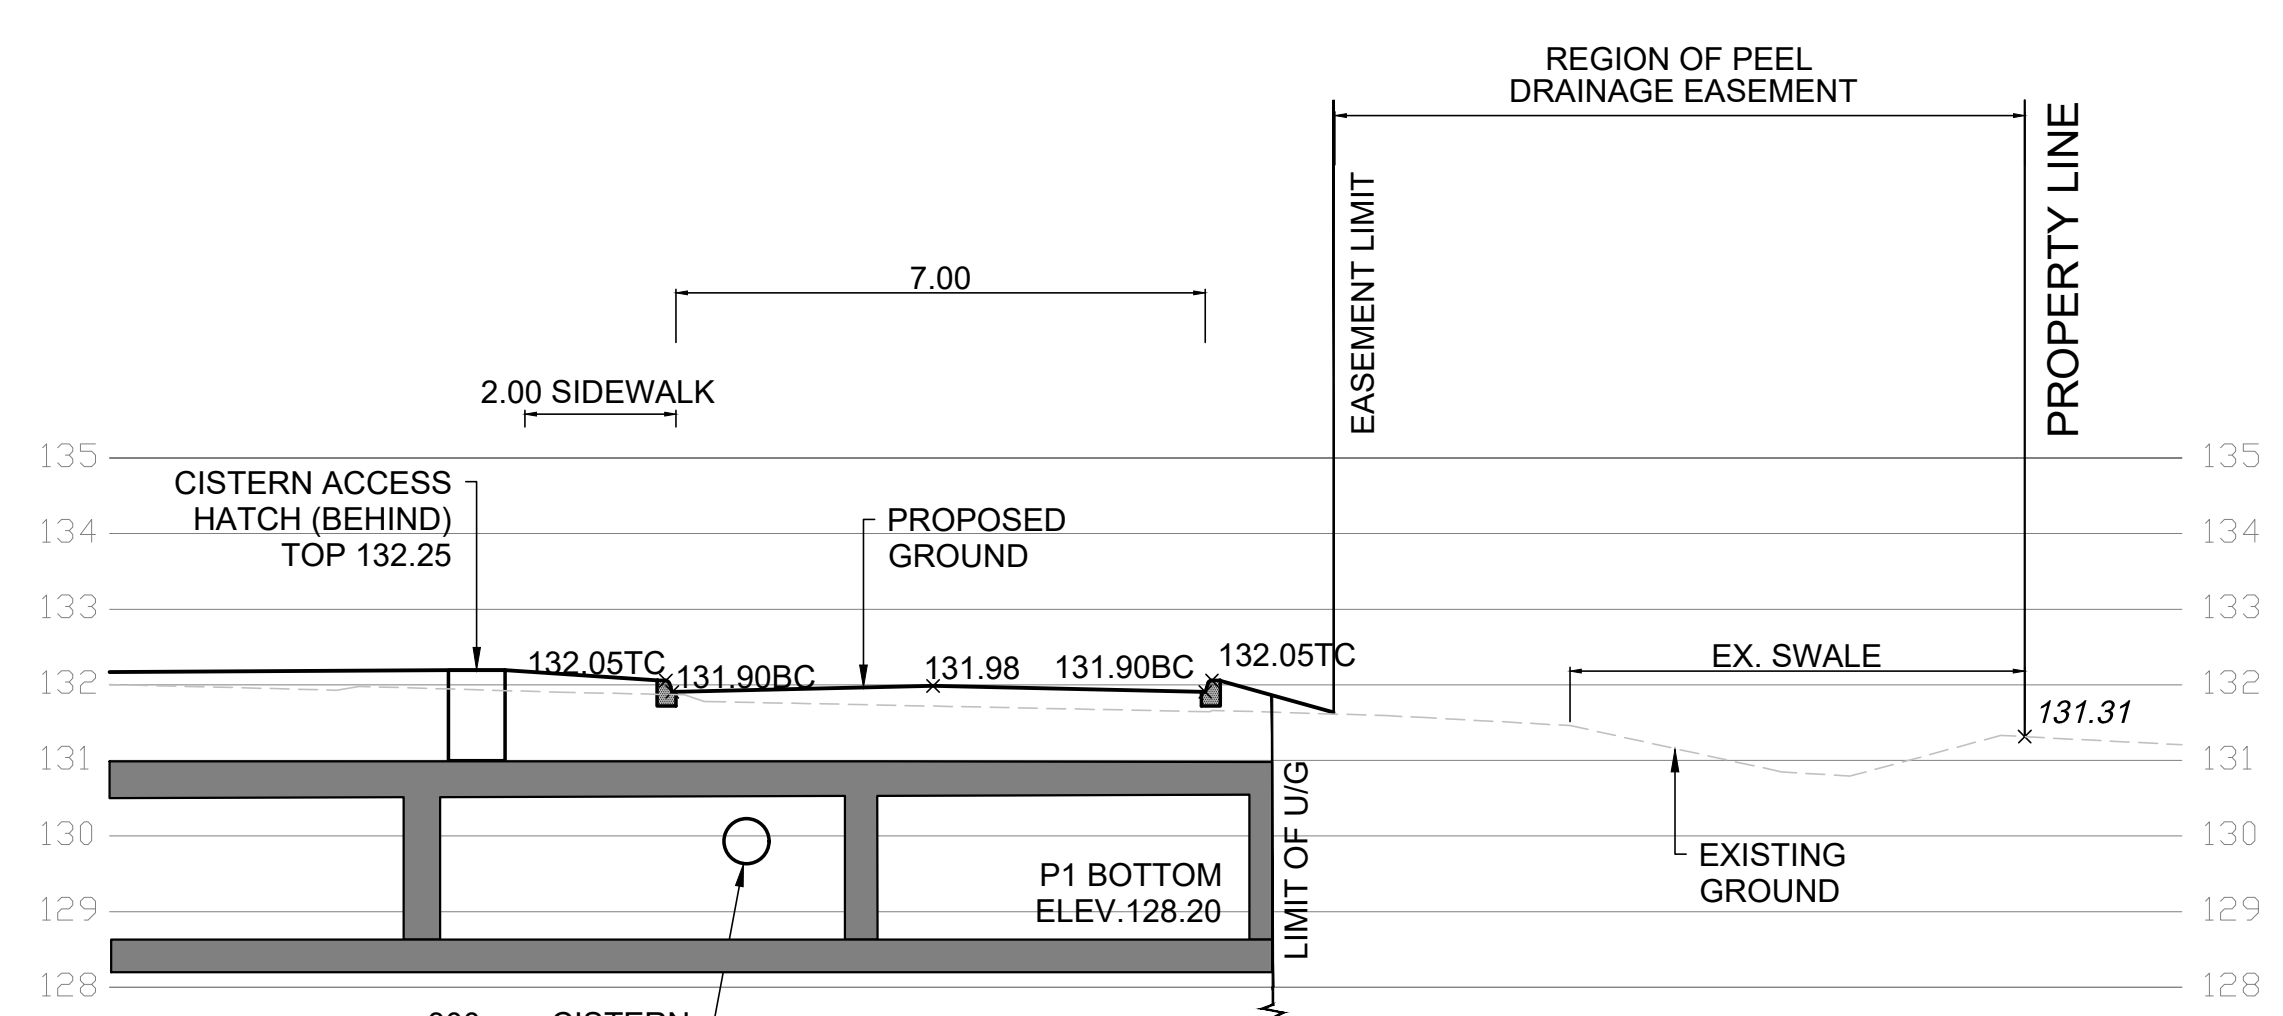 REGION OF PEEL
DRAINAGE EASEMENT
PROPERTY LINE
EASEMENT LIMIT
7.00
2.00 SIDEWALK
135
135
CISTERN ACCESS
HATCH (BEHIND)
TOP 132.25
PROPOSED
GROUND
134
134
133
133
132.05TC
131.90BC
131.98
131.90BC
132.05TC
EX. SWALE
132
132
131.31
131
131
LIMIT OF U/G
130
130
P1 BOTTOM
ELEV.128.20
EXISTING
GROUND
129
129
128
128
CISTERN